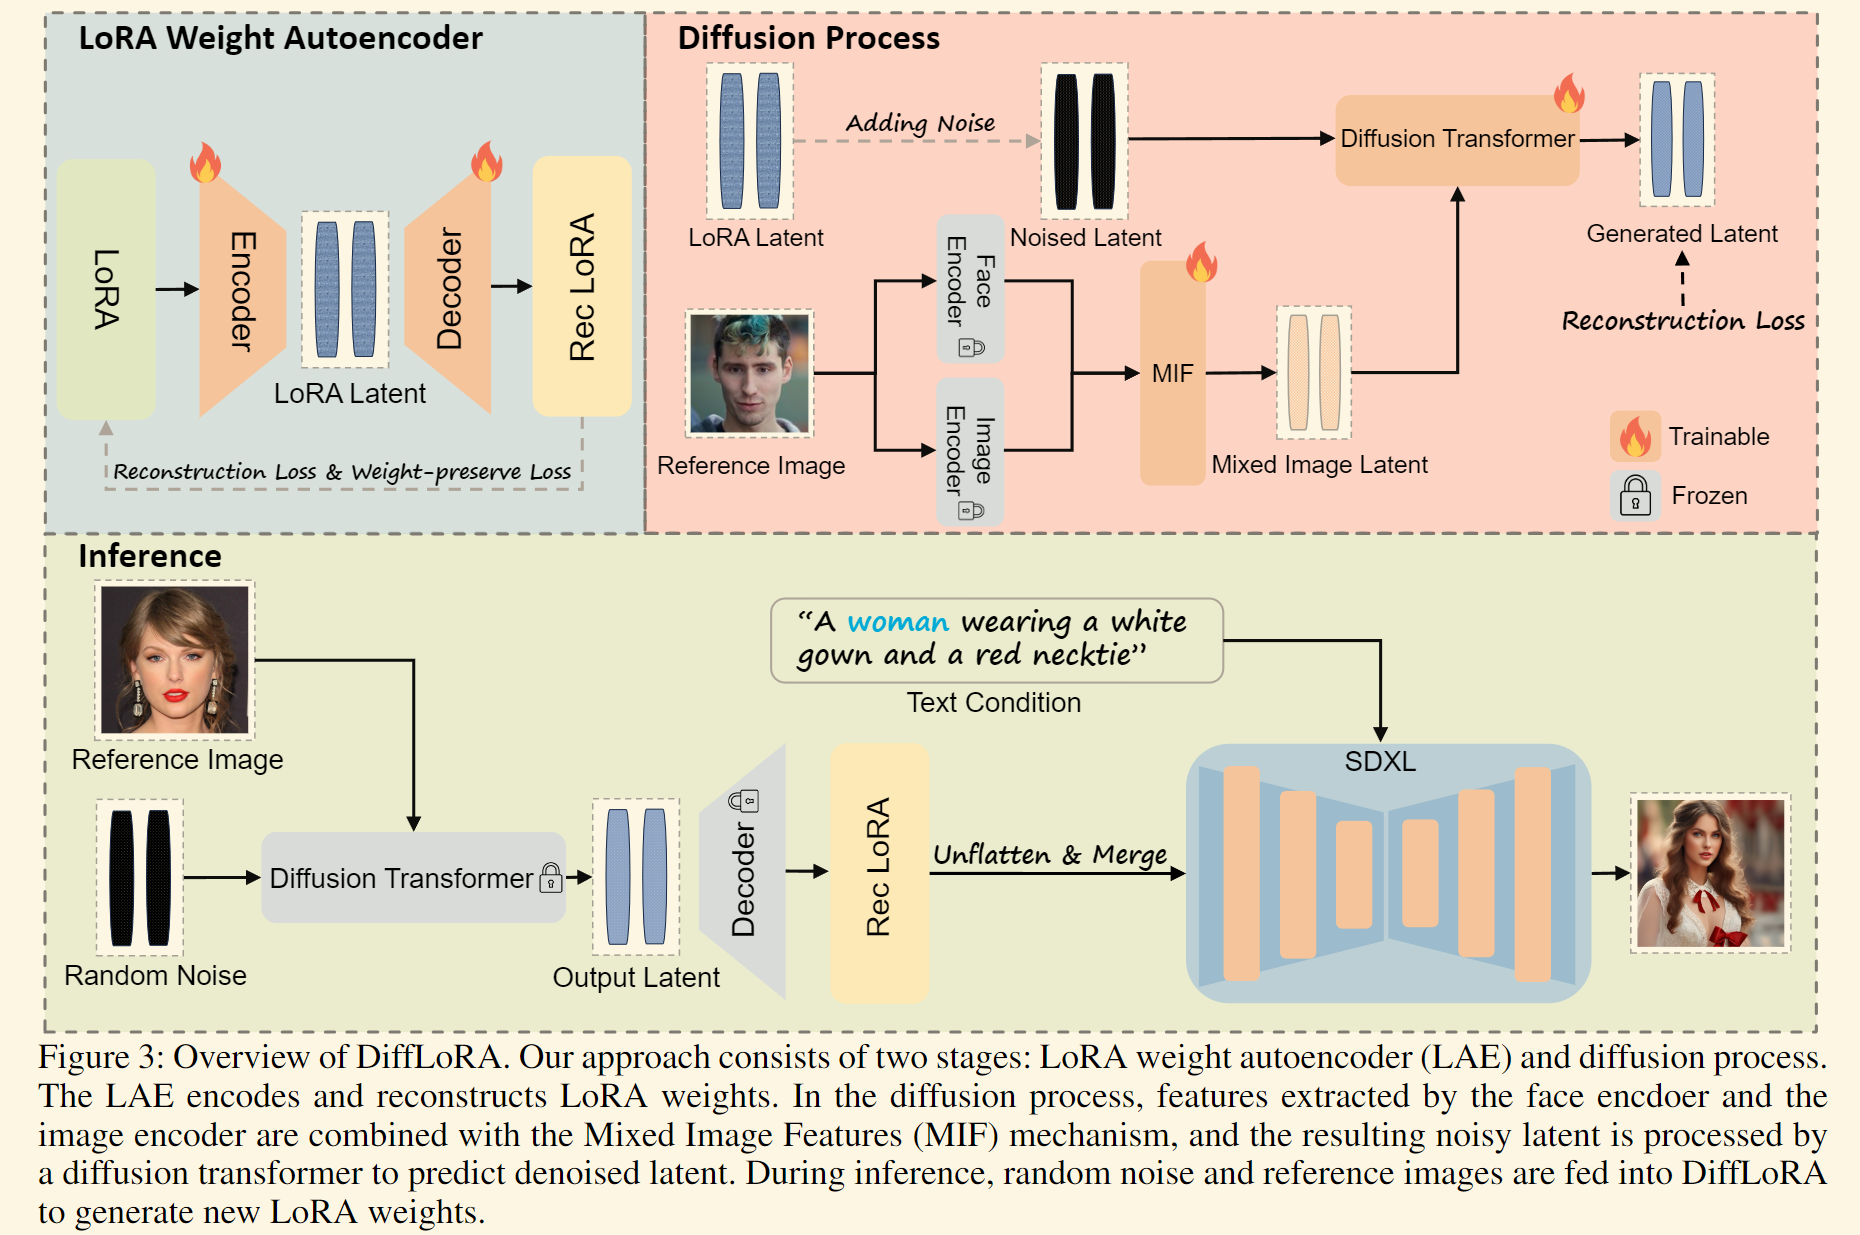 LoRA Weight Autoencoder
LoRA
Encoder
LoRA Latent
Decoder
Rec LoRA
Reconstruction Loss & Weight-preserve Loss
Diffusion Process
LoRA Latent
Adding Noise
Noised Latent
Diffusion Transformer
Generated Latent
Reconstruction Loss
Reference Image
Face
Encoder
Image
Encoder
MIF
Mixed Image Latent
Trainable
Frozen
Inference
Reference Image
Random Noise
Diffusion Transformer
Output Latent
Decoder
Rec LoRA
Unflatten & Merge
“A woman wearing a white
gown and a red necktie”
Text Condition
SDXL
Figure 3: Overview of DiffLoRA. Our approach consists of two stages: LoRA weight autoencoder (LAE) and diffusion process.
The LAE encodes and reconstructs LoRA weights. In the diffusion process, features extracted by the face encdoer and the
image encoder are combined with the Mixed Image Features (MIF) mechanism, and the resulting noisy latent is processed by
a diffusion transformer to predict denoised latent. During inference, random noise and reference images are fed into DiffLoRA
to generate new LoRA weights.